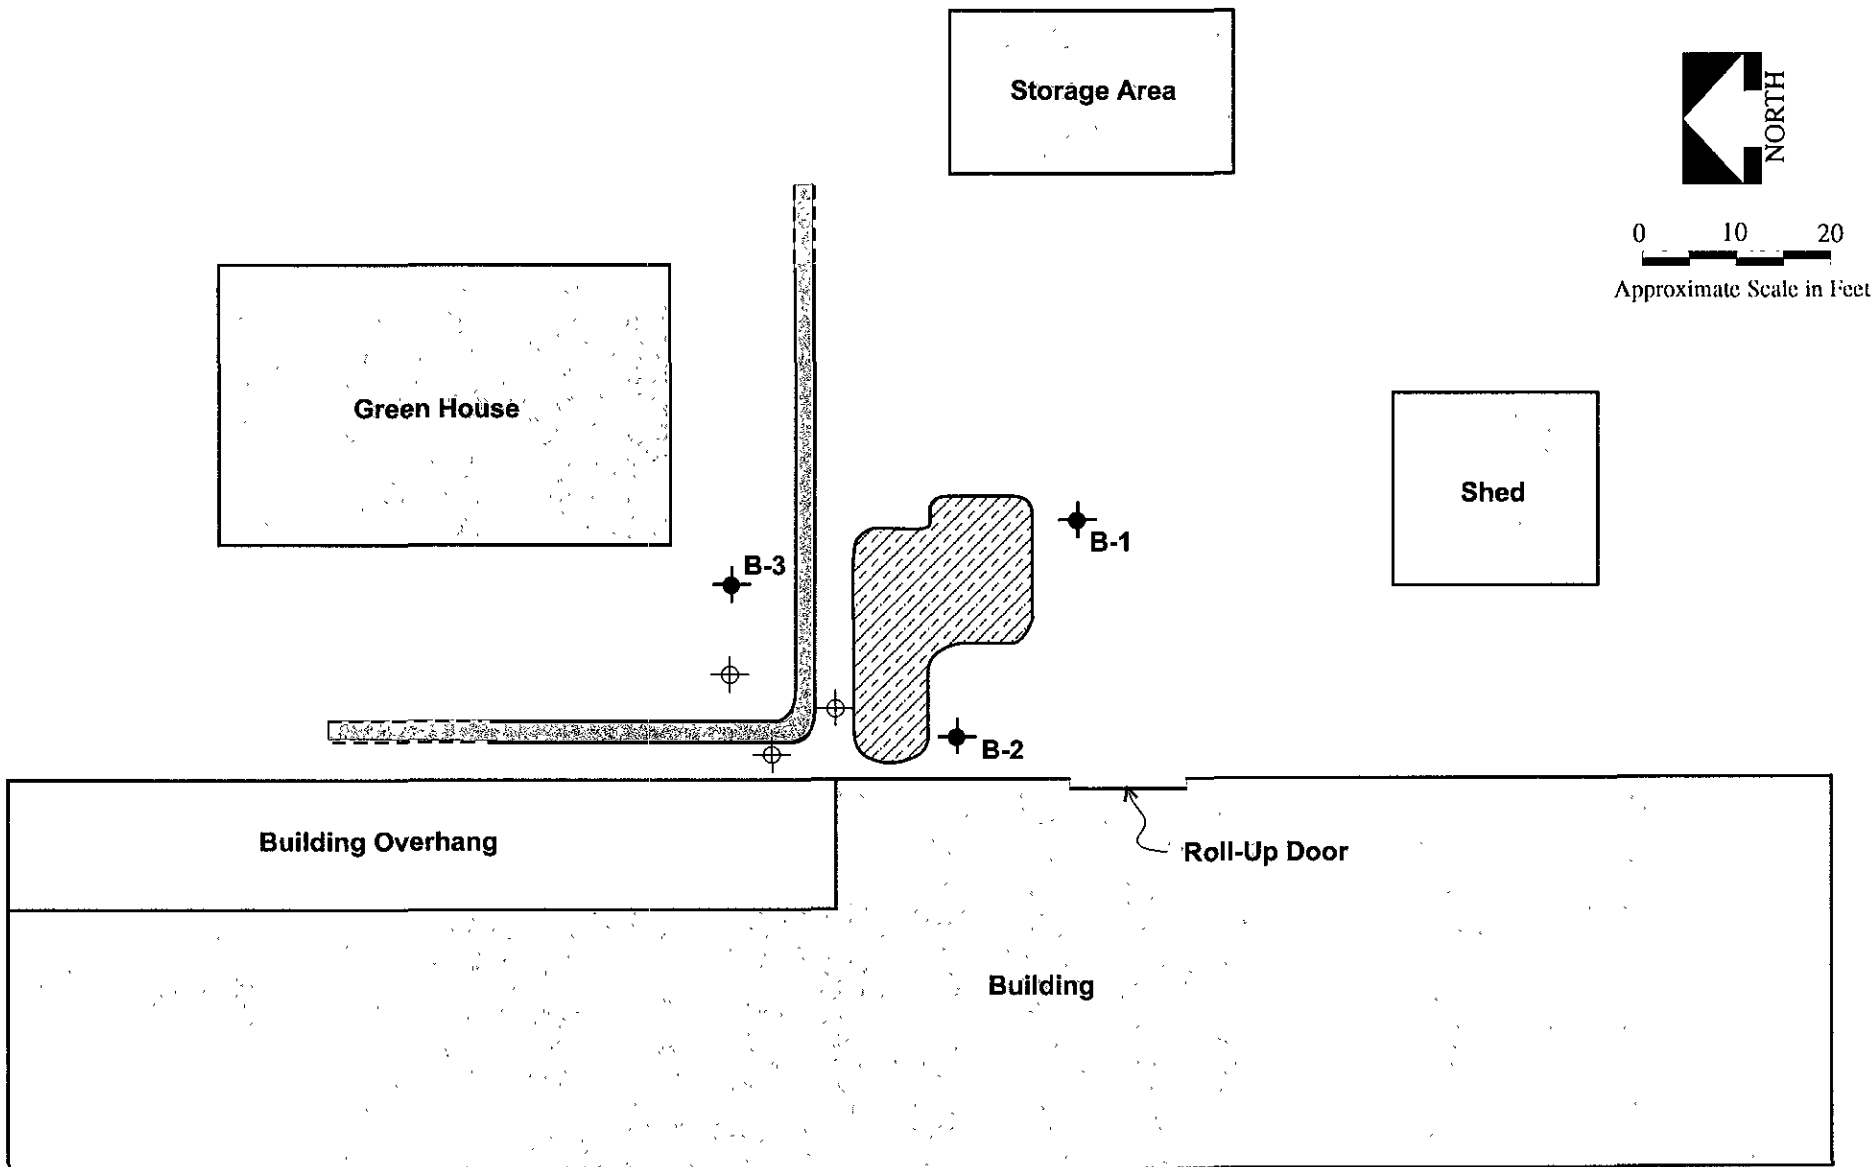 Storage Area
NORTH
0 10 20
Approximate Scale in Feet
Green House
Shed
B-1
B-3
B-2
Building Overhang
Roll-Up Door
Building